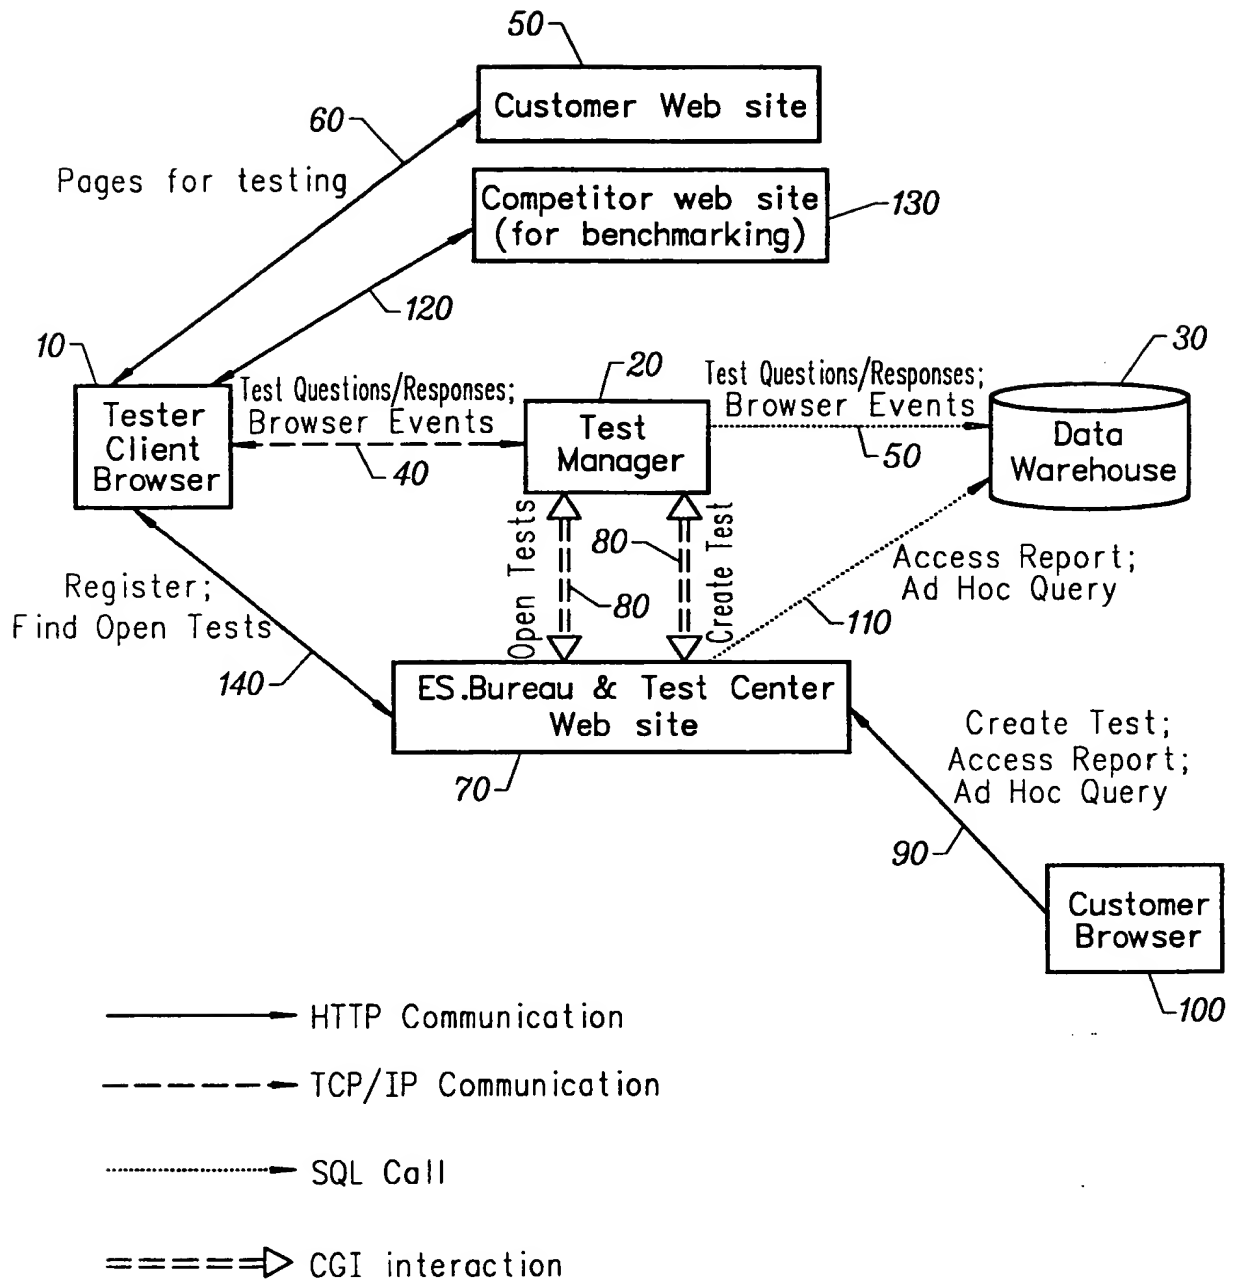 50
Customer Web site
60
Pages for testing
Competitor web site
(for benchmarking)
130
120
10
Tester
Client
Browser
Test Questions/Responses;
Browser Events
40
20
Test
Manager
Test Questions/Responses;
Browser Events
50
30
Data
Warehouse
Open Tests
80
80
Create Test
Access Report;
Ad Hoc Query
110
Register;
Find Open Tests
140
ES.Bureau & Test Center
Web site
70
Create Test;
Access Report;
Ad Hoc Query
90
Customer
Browser
100
HTTP Communication
TCP/IP Communication
SQL Call
CGI interaction